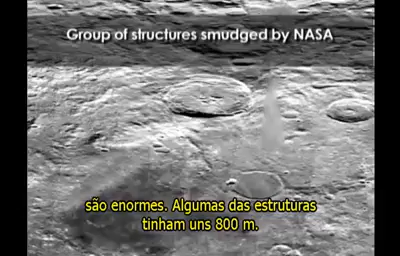 Group of structures smudged by NASA
são enormes. Algumas das estruturas
tinham uns 800 m.